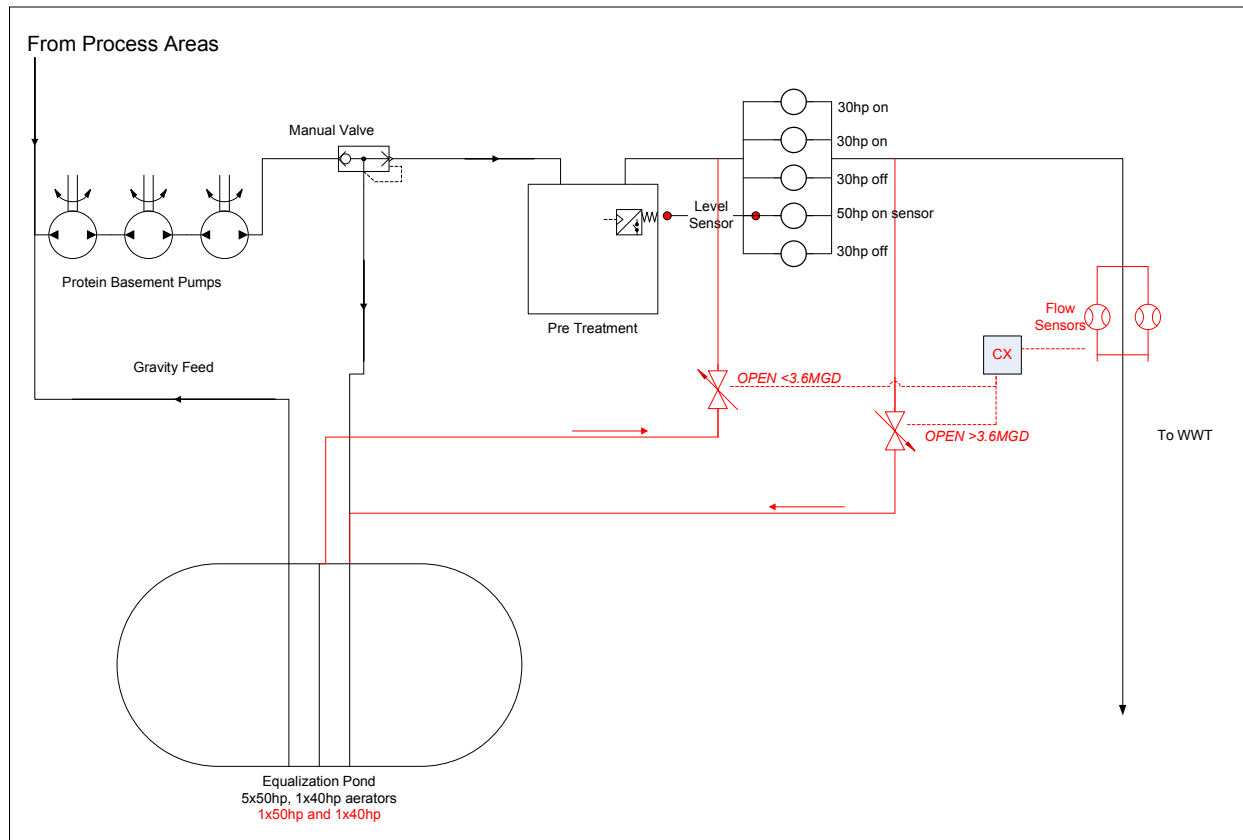 From Process Areas
Manual Valve
30hp on
30hp on
30hp off
Level
Sensor
50hp on sensor
30hp off
Protein Basement Pumps
Pre Treatment
Flow
Sensors
CX
Gravity Feed
OPEN <3.6MGD
OPEN >3.6MGD
To WWT
Equalization Pond
5x50hp, 1x40hp aerators
1x50hp and 1x40hp